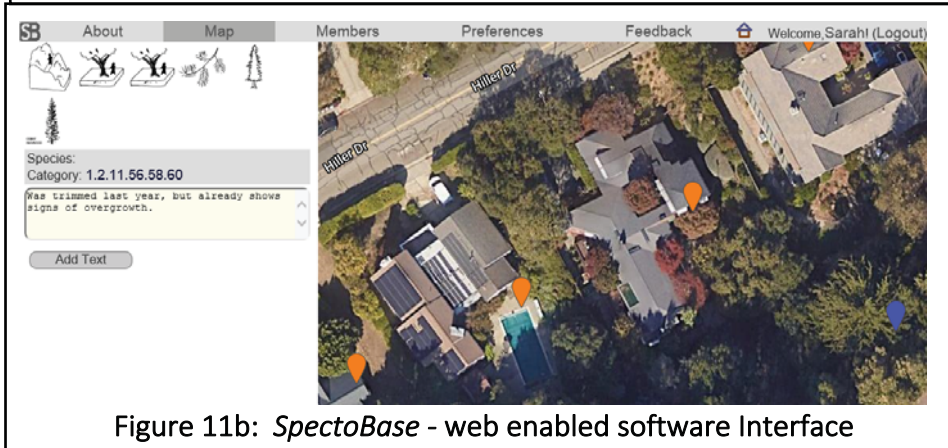 SB About Map Members Preferences Feedback Welcome,Sarah! (Logout)
Hiller Dr
Hiller Dr
Species:
Category: 1.2.11.56.58.60
Was trimmed last year, but already shows
signs of overgrowth.
Add Text
Figure 11b: SpectoBase - web enabled software Interface